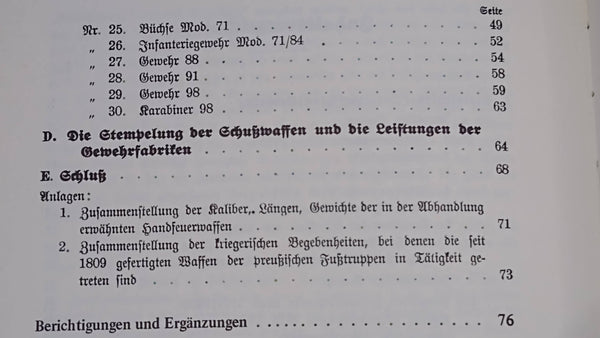 Seite
Nr. 25. Büchse Mod. 71 . . . . . . . . . . . . . 49
„ 26. Infanteriegewehr Mod. 71/84 . . . . . . . . . 52
„ 27. Gewehr 88 . . . . . . . . . . . . . . 54
„ 28. Gewehr 91 . . . . . . . . . . . . . . 58
„ 29. Gewehr 98 . . . . . . . . . . . . . . 59
„ 30. Karabiner 98 . . . . . . . . . . . . . 63
D. Die Stempelung der Schußwaffen und die Leistungen der
Gewehrfabriken . . . . . . . . . . . . . . 64
E. Schluß . . . . . . . . . . . . . . . . . 68
Anlagen:
1. Zusammenstellung der Kaliber, Längen, Gewichte der in der Abhandlung
erwähnten Handfeuerwaffen . . . . . . . . . . . 71
2. Zusammenstellung der kriegerischen Begebenheiten, bei denen die seit
1809 gefertigten Waffen der preußischen Fußtruppen in Tätigkeit ge-
treten sind . . . . . . . . . . . . . . . . 73
Berichtigungen und Ergänzungen . . . . . . . . . . . . . . . . . . 76